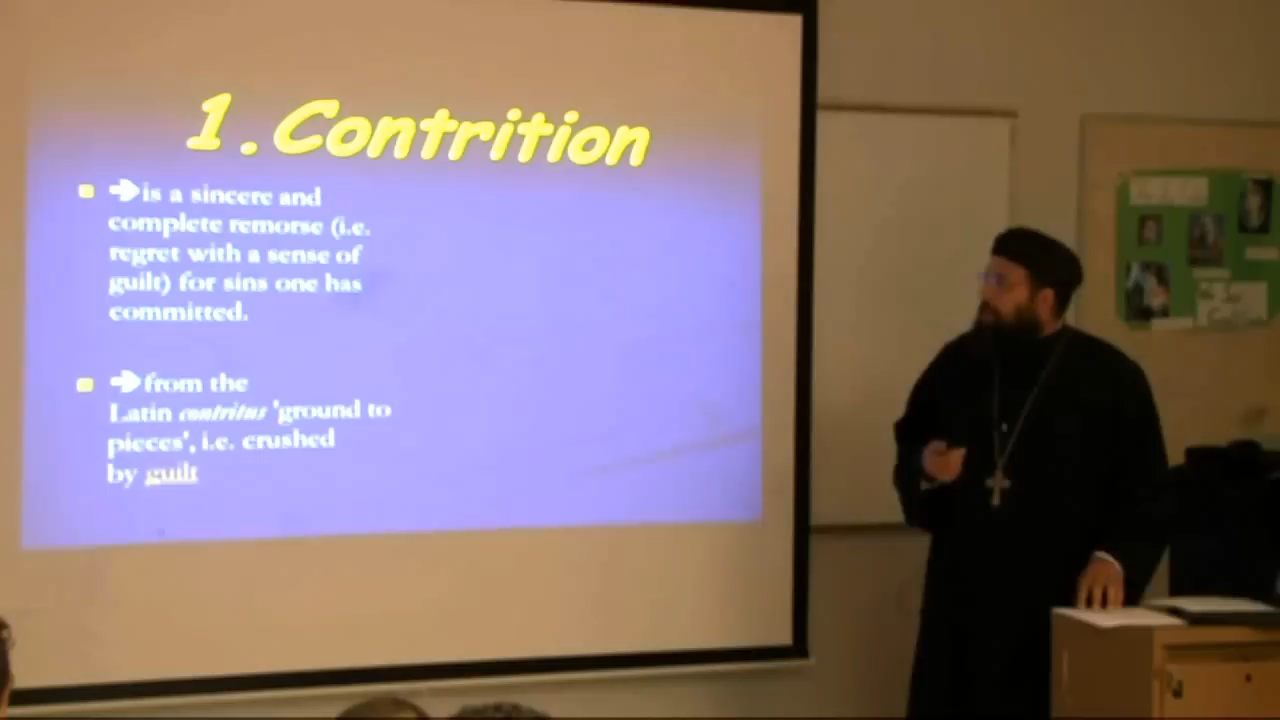 1. Contrition
is a sincere and
complete remorse (i.e.
regret with a sense of
guilt) for sins one has
committed.
from the
Latin contritus 'ground to
pieces', i.e. crushed
by guilt